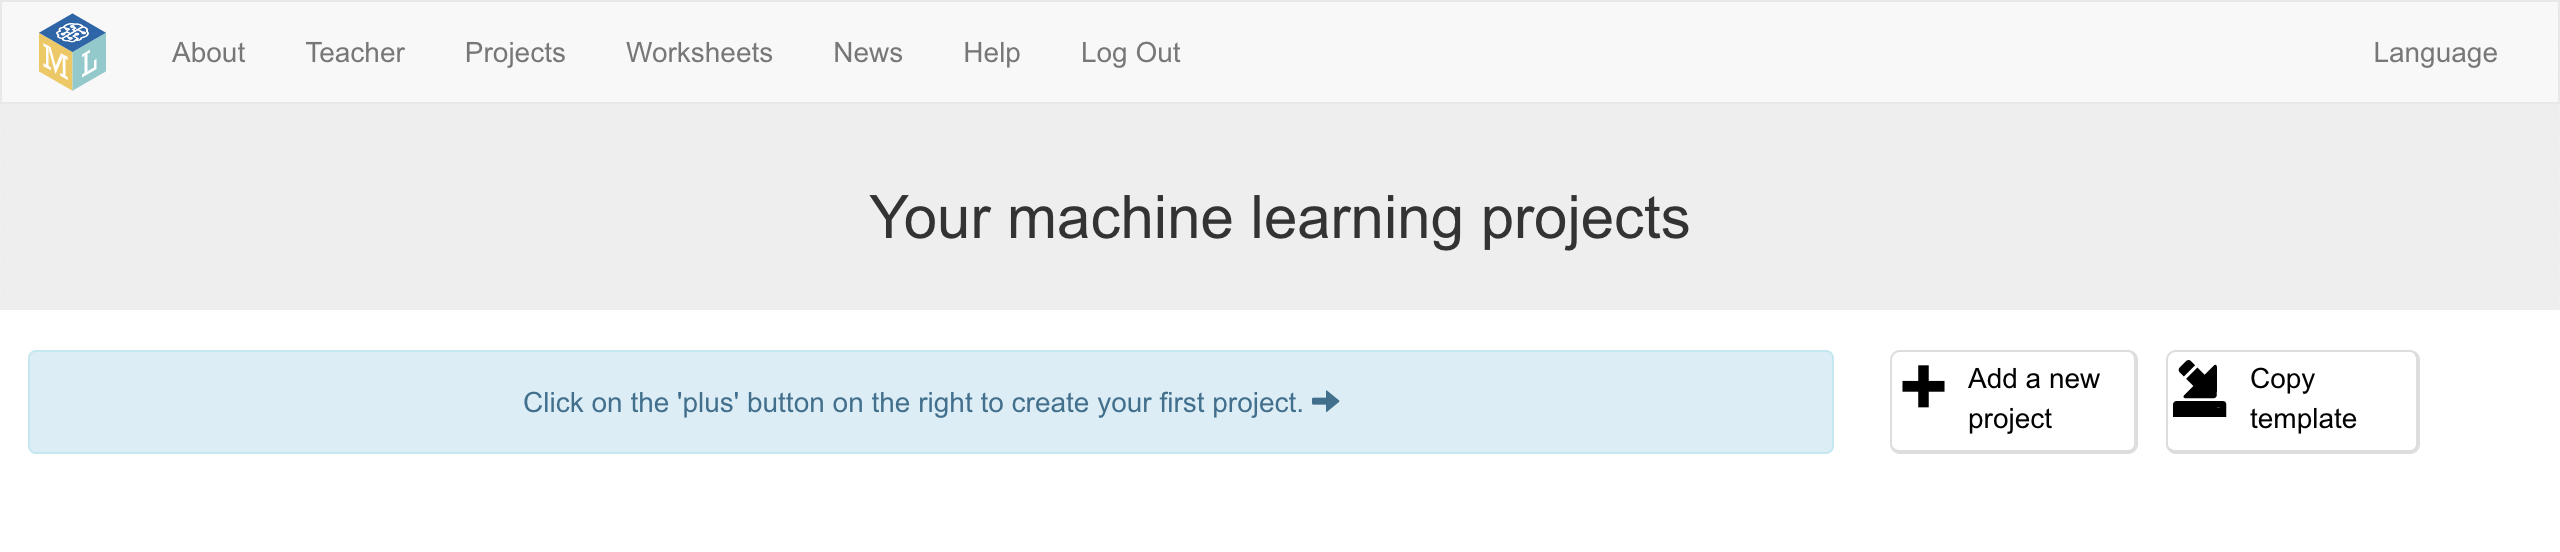 ML
About
Teacher
Projects
Worksheets
News
Help
Log Out
Language
Your machine learning projects
Click on the 'plus' button on the right to create your first project.
Add a new
project
Copy
template